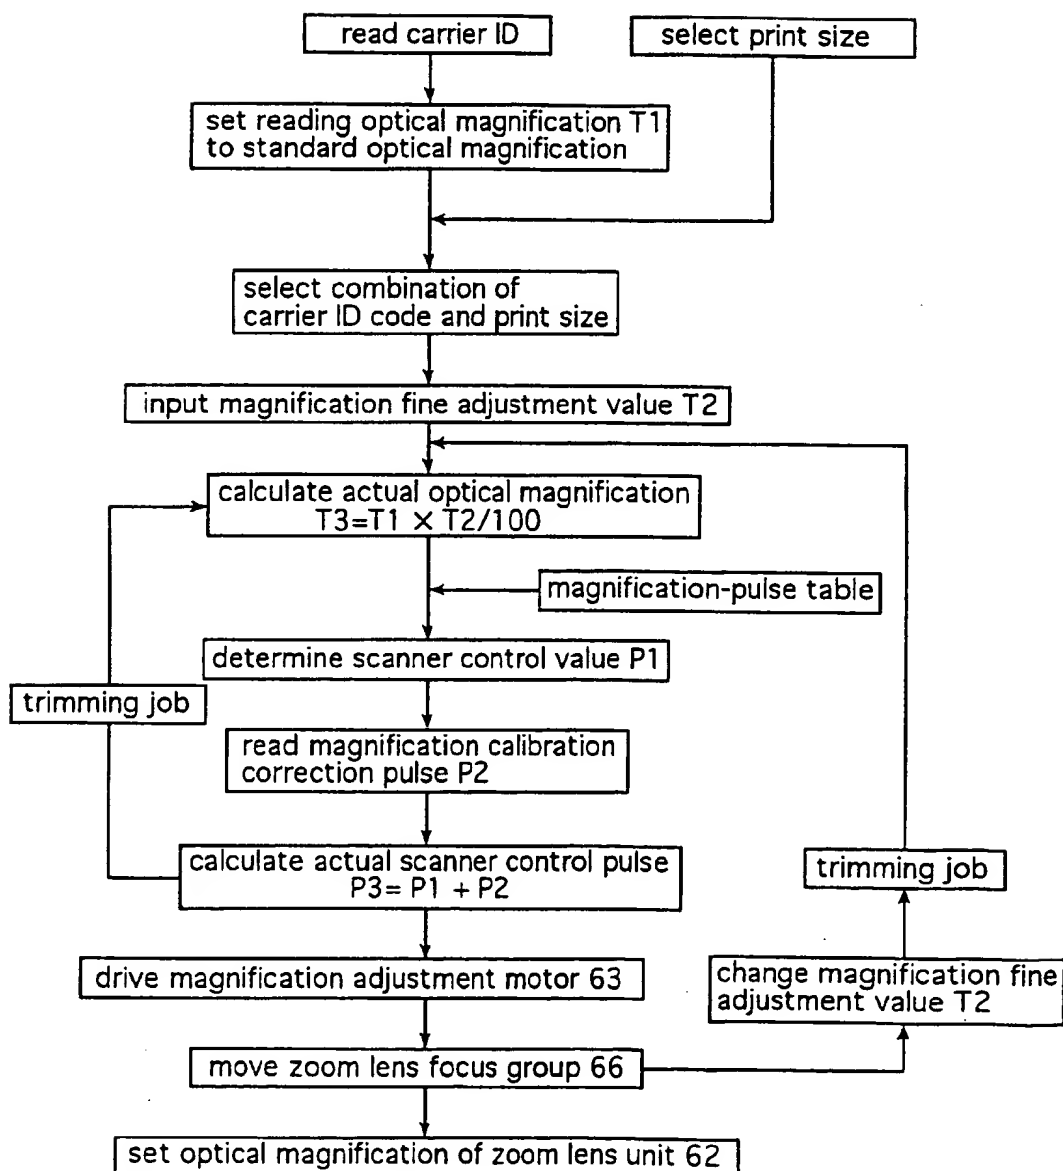 read carrier ID
select print size
set reading optical magnification T1
to standard optical magnification
select combination of
carrier ID code and print size
input magnification fine adjustment value T2
calculate actual optical magnification
T3=T1 × T2/100
magnification-pulse table
determine scanner control value P1
trimming job
read magnification calibration
correction pulse P2
calculate actual scanner control pulse
P3= P1 + P2
trimming job
drive magnification adjustment motor 63
change magnification fine
adjustment value T2
move zoom lens focus group 66
set optical magnification of zoom lens unit 62